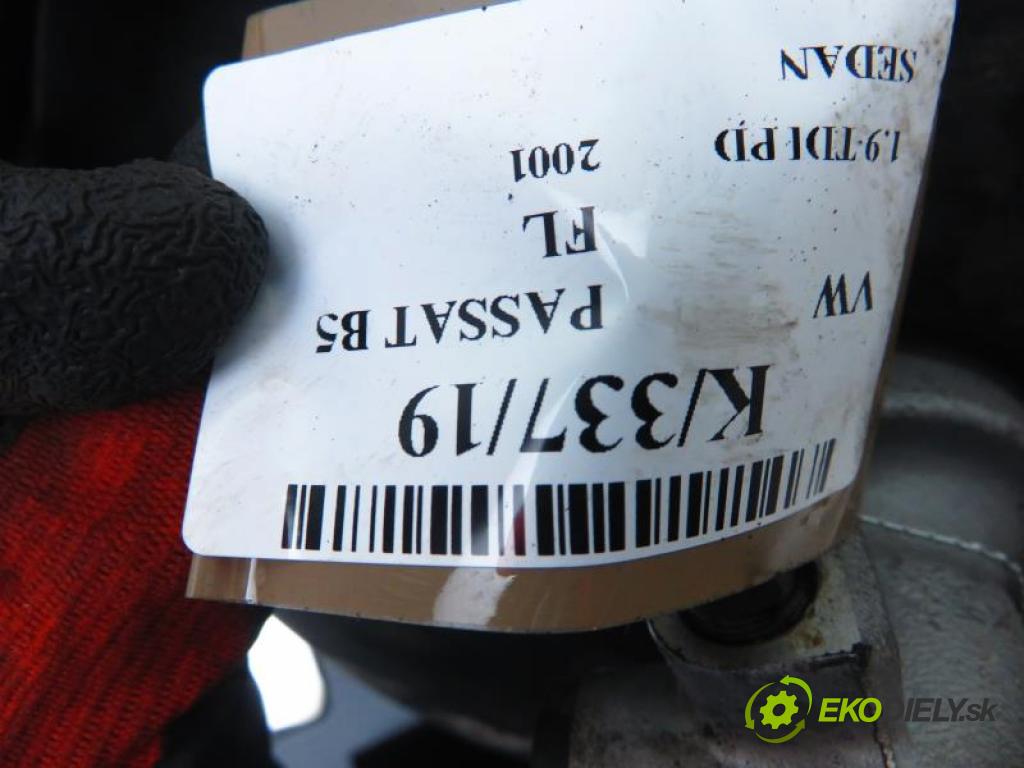 K/337/19
VW PASSAT B5
FL
1.9 TDI PD 2001
SEDAN
EKODIELY.sk